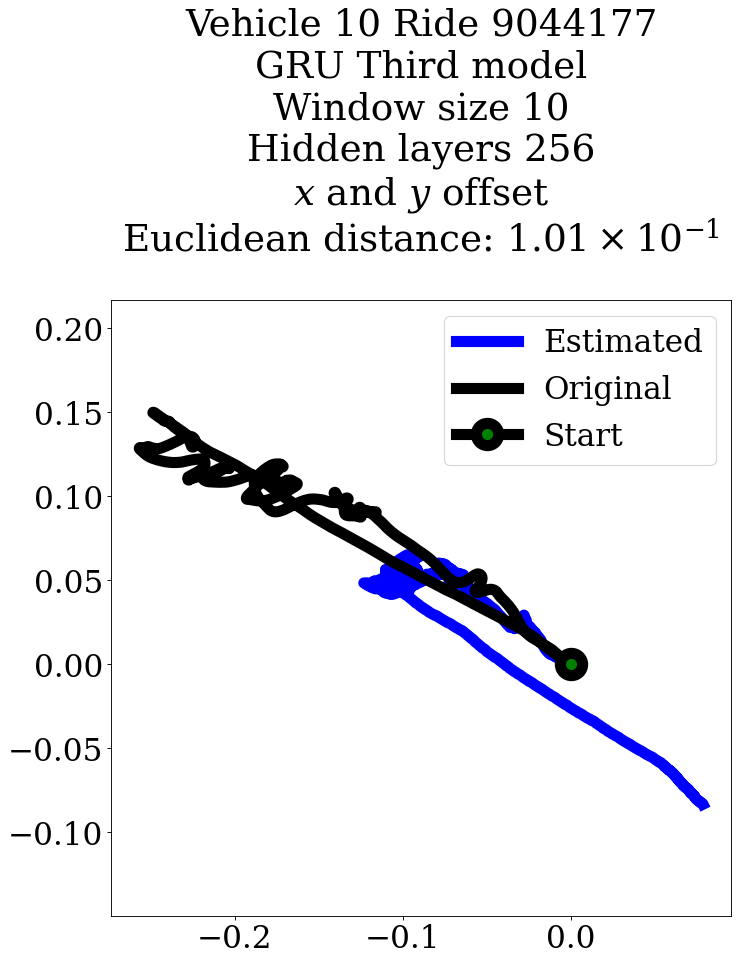 Vehicle 10 Ride 9044177
GRU Third model
Window size 10
Hidden layers 256
x and y offset
Euclidean distance: 1.01 × 10⁻¹
Estimated
Original
Start
0.20
0.15
0.10
0.05
0.00
−0.05
−0.10
−0.2 −0.1 0.0